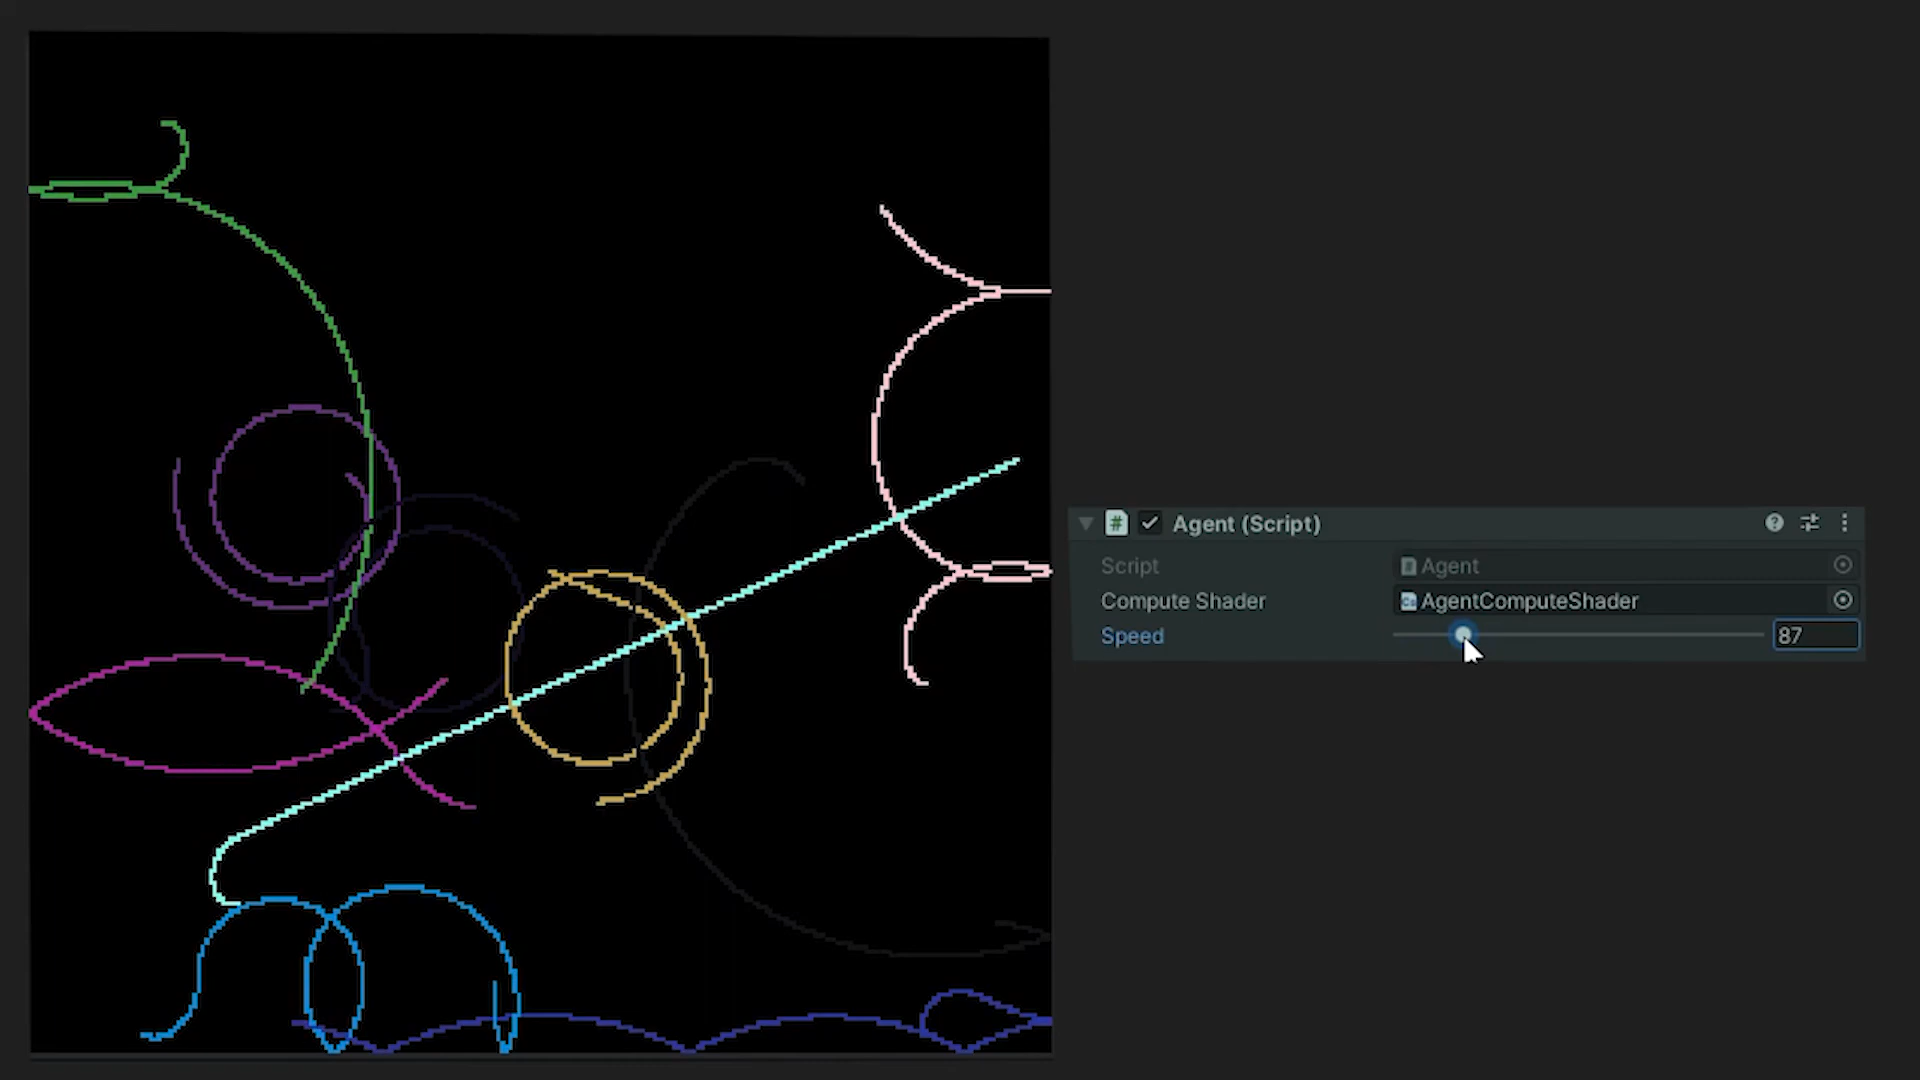 Agent (Script)
Script Agent
Compute Shader AgentComputeShader
Speed 87